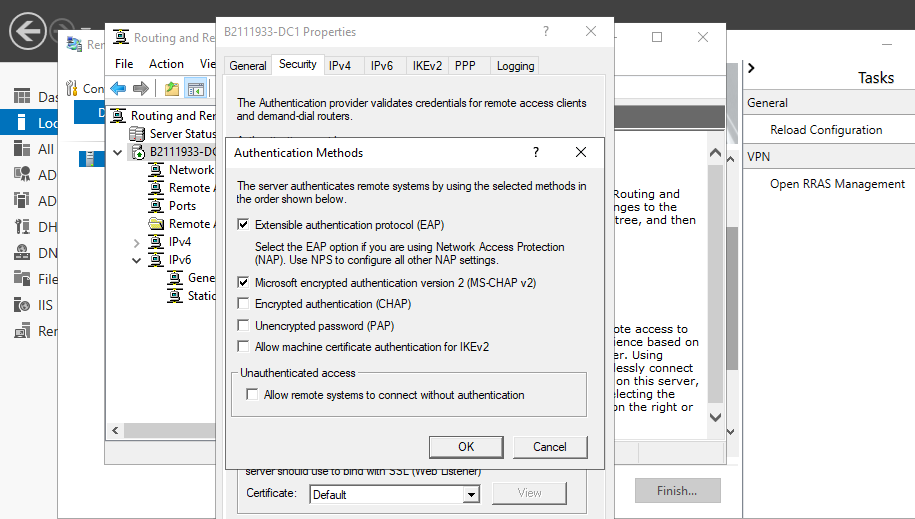 B2111933-DC1 Properties
Routing and Re
Tasks
File Action
General Security IPv4 IPv6 IKEv2 PPP Logging
General
The Authentication provider validates credentials for remote access clients
and demand-dial routers.
Reload Configuration
VPN
Open RRAS Management
Routing and Rer
Server Status
B2111933-DC
Network
Remote A
Ports
Remote A
IPv4
IPv6
Gene
Static
All
AD
AD
DH
DN
File
IIS
Authentication Methods
The server authenticates remote systems by using the selected methods in
the order shown below.
Extensible authentication protocol (EAP)
Select the EAP option if you are using Network Access Protection
(NAP). Use NPS to configure all other NAP settings.
Microsoft encrypted authentication version 2 (MS-CHAP v2)
Encrypted authentication (CHAP)
Unencrypted password (PAP)
Allow machine certificate authentication for IKEv2
Unauthenticated access
Allow remote systems to connect without authentication
OK Cancel
Routing and
nges to the
tree, and then
ote access to
ience based on
er. Using
lessly connect
on this server,
electing the
on the right or
server should use to bind with SSL (Web Listener)
Certificate: Default View
Finish...